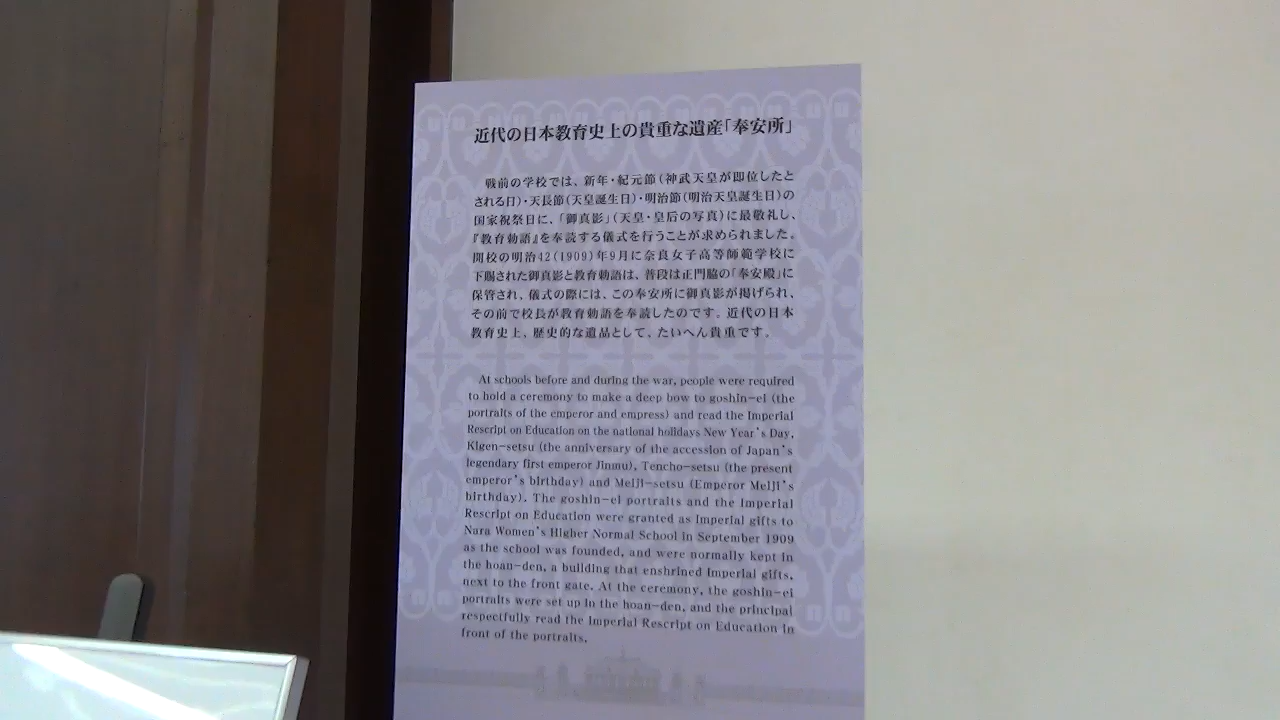 近代の日本教育史上の貴重な遺産「奉安所」
戦前の学校では、新年・紀元節（神武天皇が即位したと
される日）・天長節（天皇誕生日）・明治節（明治天皇誕生日）の
国家祝祭日に、「御真影」（天皇・皇后の写真）に最敬礼し、
『教育勅語』を奉読する儀式を行うことが求められました。
開校の明治42（1909）年9月に奈良女子高等師範学校に
下賜された御真影と教育勅語は、普段は正門脇の「奉安殿」に
保管され、儀式の際には、この奉安所に御真影が掲げられ、
その前で校長が教育勅語を奉読したのです。近代の日本
教育史上、歴史的な遺品として、たいへん貴重です。
At schools before and during the war, people were required
to hold a ceremony to make a deep bow to goshin-ei (the
portraits of the emperor and empress) and read the Imperial
Rescript on Education on the national holidays New Year's Day,
Kigen-setsu (the anniversary of the accession of Japan's
legendary first emperor Jinmu), Tencho-setsu (the present
emperor's birthday) and Meiji-setsu (Emperor Meiji's
birthday). The goshin-ei portraits and the Imperial
Rescript on Education were granted as Imperial gifts to
Nara Women's Higher Normal School in September 1909
as the school was founded, and were normally kept in
the hoan-den, a building that enshrined Imperial gifts,
next to the front gate. At the ceremony, the goshin-ei
portraits were set up in the hoan-den, and the principal
respectfully read the Imperial Rescript on Education in
front of the portraits.